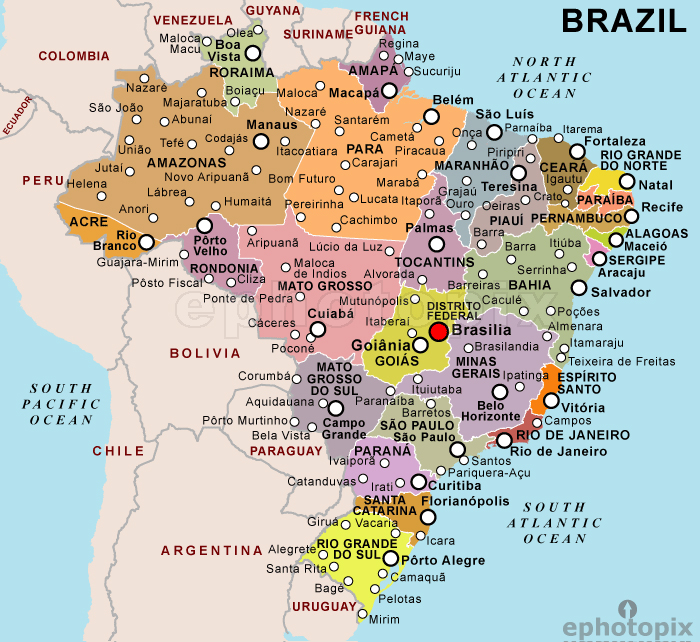 BRAZIL
GUYANA
VENEZUELA
FRENCH
GUIANA
SURINAME
COLOMBIA
ECUADOR
PERU
BOLIVIA
PARAGUAY
CHILE
ARGENTINA
URUGUAY
NORTH
ATLANTIC
OCEAN
SOUTH
PACIFIC
OCEAN
SOUTH
ATLANTIC
OCEAN
Olea
Maloca
Macu
Boa
Vista
RORAIMA
Boiaçu
Regina
Maye
Sucuriju
AMAPÁ
Macapá
Nazaré
Majaratuba
São João
Abunaí
Manaus
União
Tefé
Codajás
Itacoatiara
AMAZONAS
Jutaí
Novo Aripuanã
Helena
Lábrea
Humaitá
Anori
Maloca
Belém
Nazaré
Santarém
Cametá
PARA
Piracaua
Carajari
Bom Futuro
Marabá
Lucata
Pereirinha
Cachimbo
São Luís
Parnaíba
Itarema
Onça
Fortaleza
Piripiri
RIO GRANDE
DO NORTE
MARANHÃO
CEARÁ
Teresina
Igautu
Natal
Grajaú
Crato
PARAÍBA
Itaporã
Ouro
Oeiras
Recife
PIAUÍ
PERNAMBUCO
ALAGOAS
Maceió
SERGIPE
Aracaju
ACRE
Rio
Branco
Pôrto
Velho
Guajara-Mirim
RONDONIA
Pôsto Fiscal
Cliza
Ponte de Pedra
Aripuanã
Lúcio da Luz
Maloca
de Indios
MATO GROSSO
Cuiabá
Cáceres
Poconé
Palmas
TOCANTINS
Alvorada
Barra
Barra
Itiúba
Serrinha
BAHIA
Barreiras
Salvador
Caculé
Poções
Almenara
Itamaraju
Teixeira de Freitas
Mutunópolis
DISTRITO
FEDERAL
Itaberaí
Brasilia
Goiânia
GOIÁS
Brasilandia
MINAS
GERAIS
Ipatinga
Belo
Horizonte
ESPÍRITO
SANTO
Vitória
Campos
Corumbá
MATO
GROSSO
DO SUL
Aquidauana
Pôrto Murtinho
Campo
Grande
Bela Vista
Ituiutaba
Paranaíba
Barretos
SÃO PAULO
São Paulo
RIO DE JANEIRO
Rio de Janeiro
Santos
Pariquera-Açu
PARANÁ
Ivaiporã
Catanduvas
Irati
Curitiba
SANTA
CATARINA
Florianópolis
Icara
Giruá
Vacaria
RIO GRANDE
DO SUL
Alegrete
Santa Rita
Pôrto Alegre
Camaquã
Bagé
Pelotas
Mirim
ephotopix
ephotopix